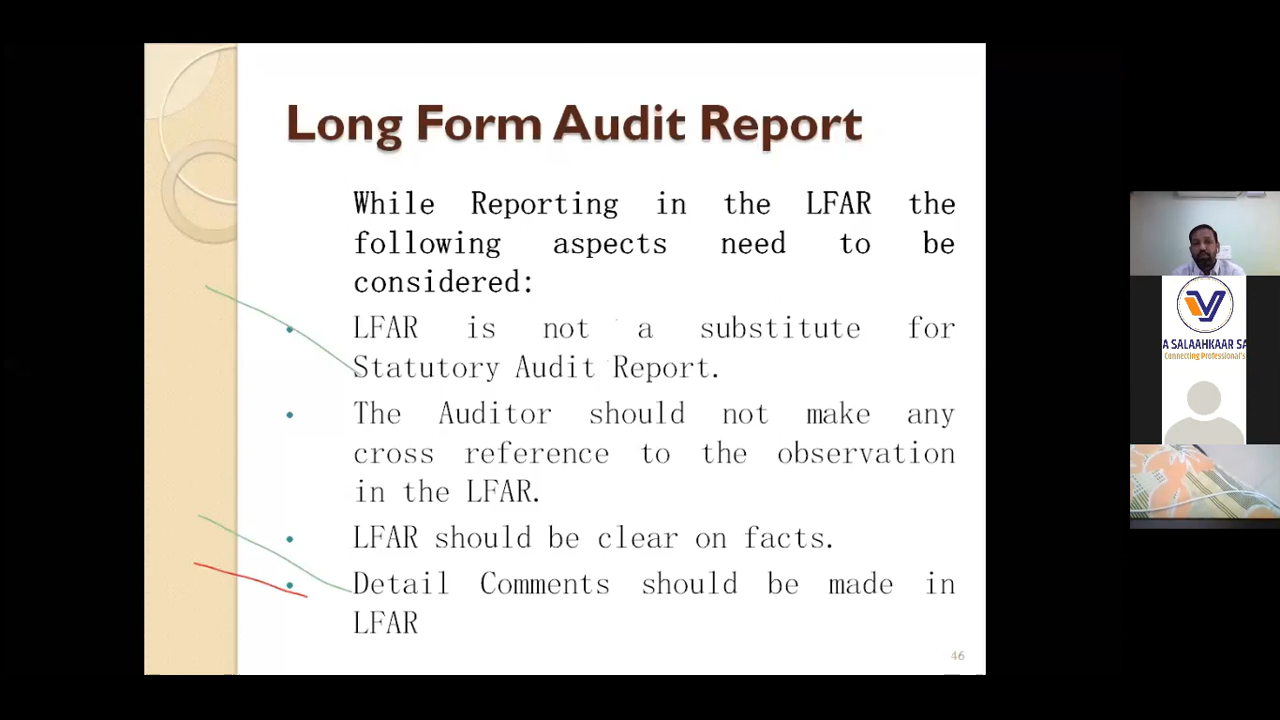 Long Form Audit Report
While Reporting in the LFAR the
following aspects need to be
considered:
• LFAR is not a substitute for
Statutory Audit Report.
• The Auditor should not make any
cross reference to the observation
in the LFAR.
• LFAR should be clear on facts.
• Detail Comments should be made in
LFAR
46
A SALAAHKAAR SA
Connecting Professional's